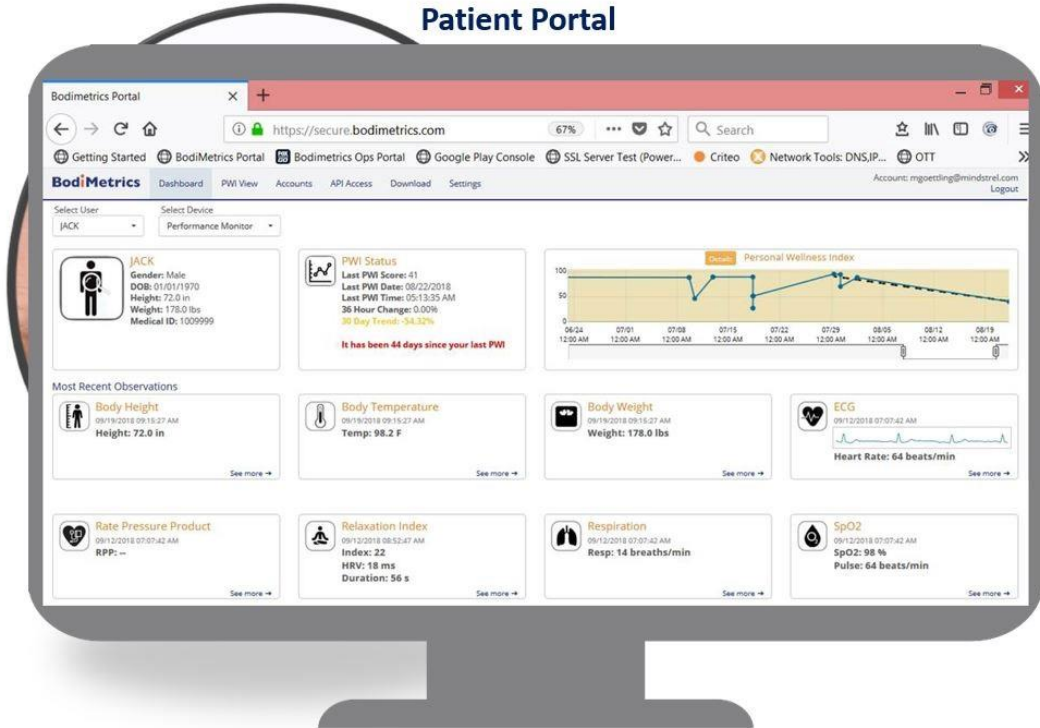 Patient Portal
Bodimetrics Portal
https://secure.bodimetrics.com 67% Search
Getting Started BodiMetrics Portal Bodimetrics Ops Portal Google Play Console SSL Server Test (Power... Criteo Network Tools: DNS,IP... OTT
BodiMetrics Dashboard PWI View Accounts API Access Download Settings
Account: mgoettling@mindstrel.com
Logout
Select User Select Device
JACK Performance Monitor
JACK
Gender: Male
DOB: 01/01/1970
Height: 72.0 in
Weight: 178.0 lbs
Medical ID: 1009999
PWI Status
Last PWI Score: 41
Last PWI Date: 08/22/2018
Last PWI Time: 05:13:35 AM
36 Hour Change: 0.00%
30 Day Trend: -54.32%
It has been 44 days since your last PWI
Details Personal Wellness Index
100
50
0
06/24 07/01 07/08 07/15 07/22 07/29 08/05 08/12 08/19
12:00 AM 12:00 AM 12:00 AM 12:00 AM 12:00 AM 12:00 AM 12:00 AM 12:00 AM 12:00 AM
Most Recent Observations
Body Height
09/19/2018 09:15:27 AM
Height: 72.0 in
See more →
Body Temperature
09/19/2018 09:15:27 AM
Temp: 98.2 F
See more →
Body Weight
09/19/2018 09:15:27 AM
Weight: 178.0 lbs
See more →
ECG
09/12/2018 07:07:42 AM
Heart Rate: 64 beats/min
See more →
Rate Pressure Product
09/12/2018 07:07:42 AM
RPP: --
See more →
Relaxation Index
09/12/2018 08:52:47 AM
Index: 22
HRV: 18 ms
Duration: 56 s
See more →
Respiration
09/12/2018 07:07:42 AM
Resp: 14 breaths/min
See more →
SpO2
09/12/2018 07:07:42 AM
SpO2: 98 %
Pulse: 64 beats/min
See more →